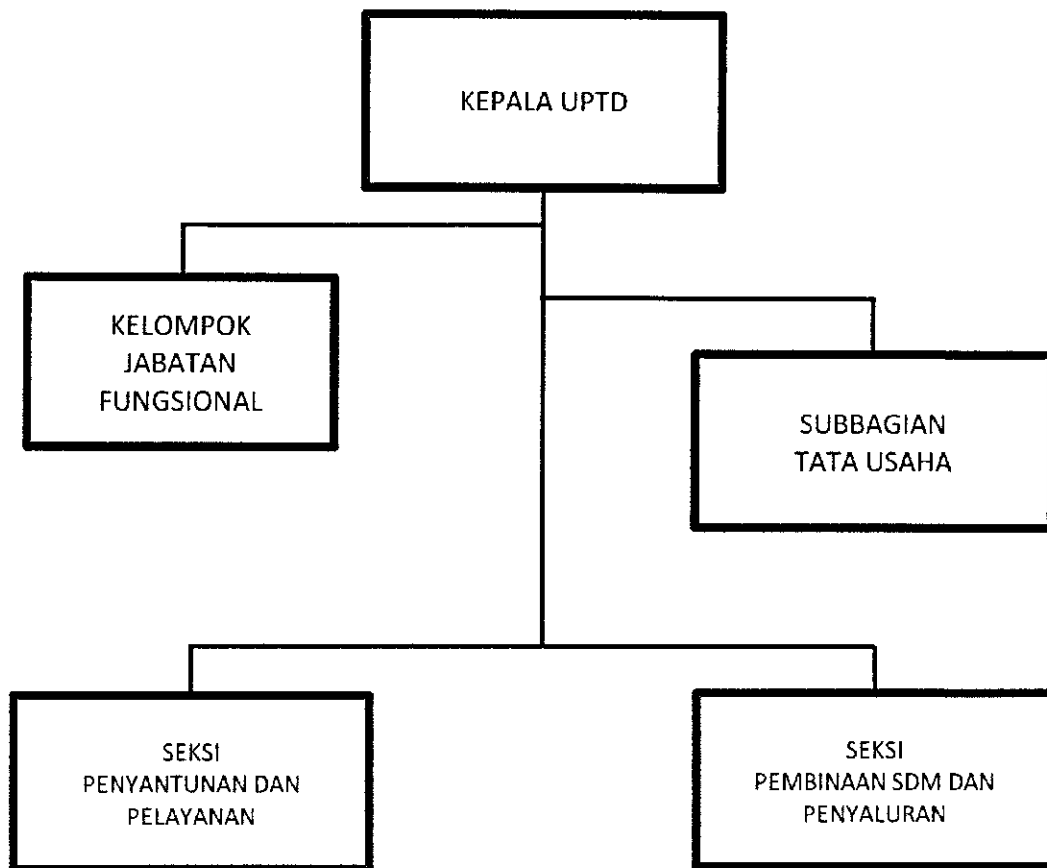 KEPALA UPTD
KELOMPOK
JABATAN
FUNGSIONAL
SUBBAGIAN
TATA USAHA
SEKSI
PENYANTUNAN DAN
PELAYANAN
SEKSI
PEMBINAAN SDM DAN
PENYALURAN